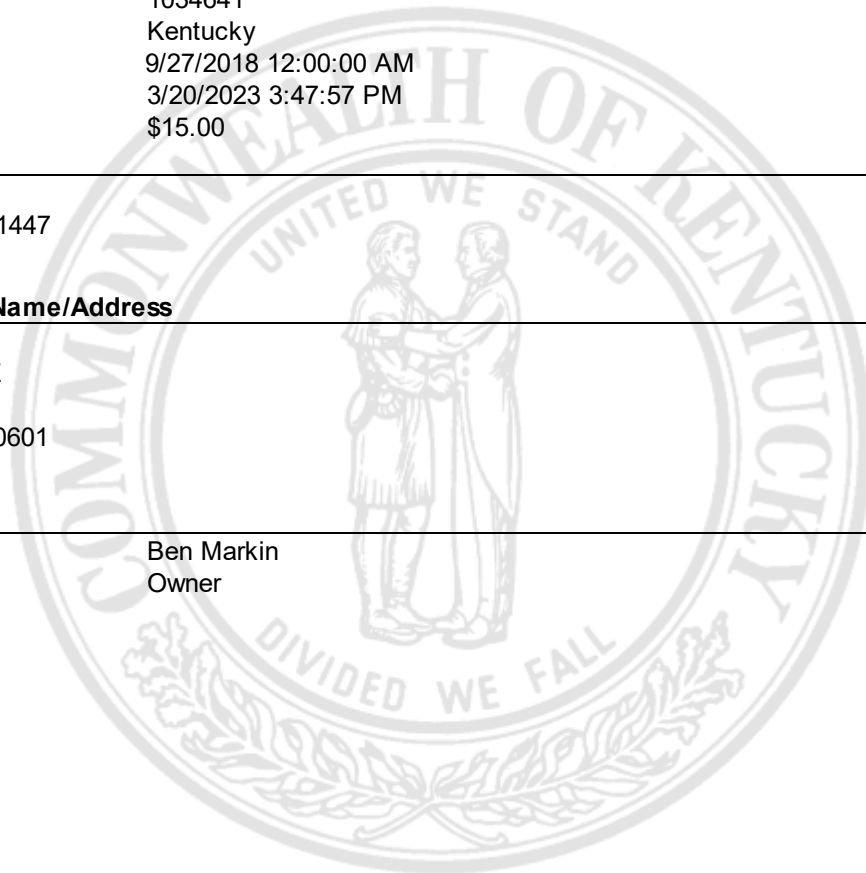 1034641
Kentucky
9/27/2018 12:00:00 AM
3/20/2023 3:47:57 PM
$15.00
1447
Name/Address
0601
Ben Markin
Owner
COMMONWEALTH OF KENTUCKY
UNITED WE STAND
DIVIDED WE FALL